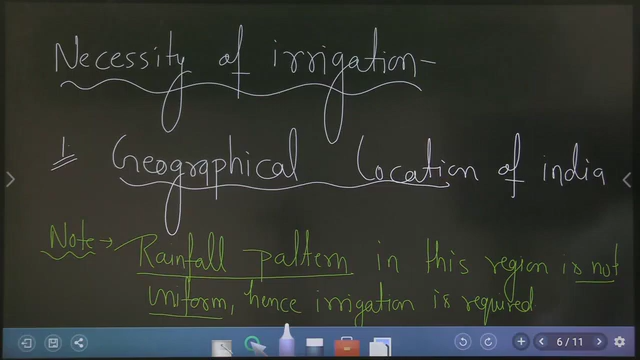 Necessity of irrigation-
1. Geographical Location of india
Note → Rainfall pattern in this region is not
uniform, hence irrigation is required
6 / 11